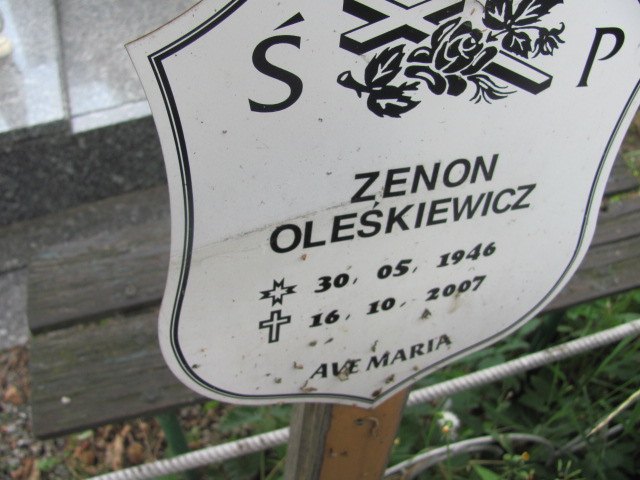 Ś P
ZENON
OLEŚKIEWICZ
30. 05. 1946
16. 10. 2007
AVE MARIA